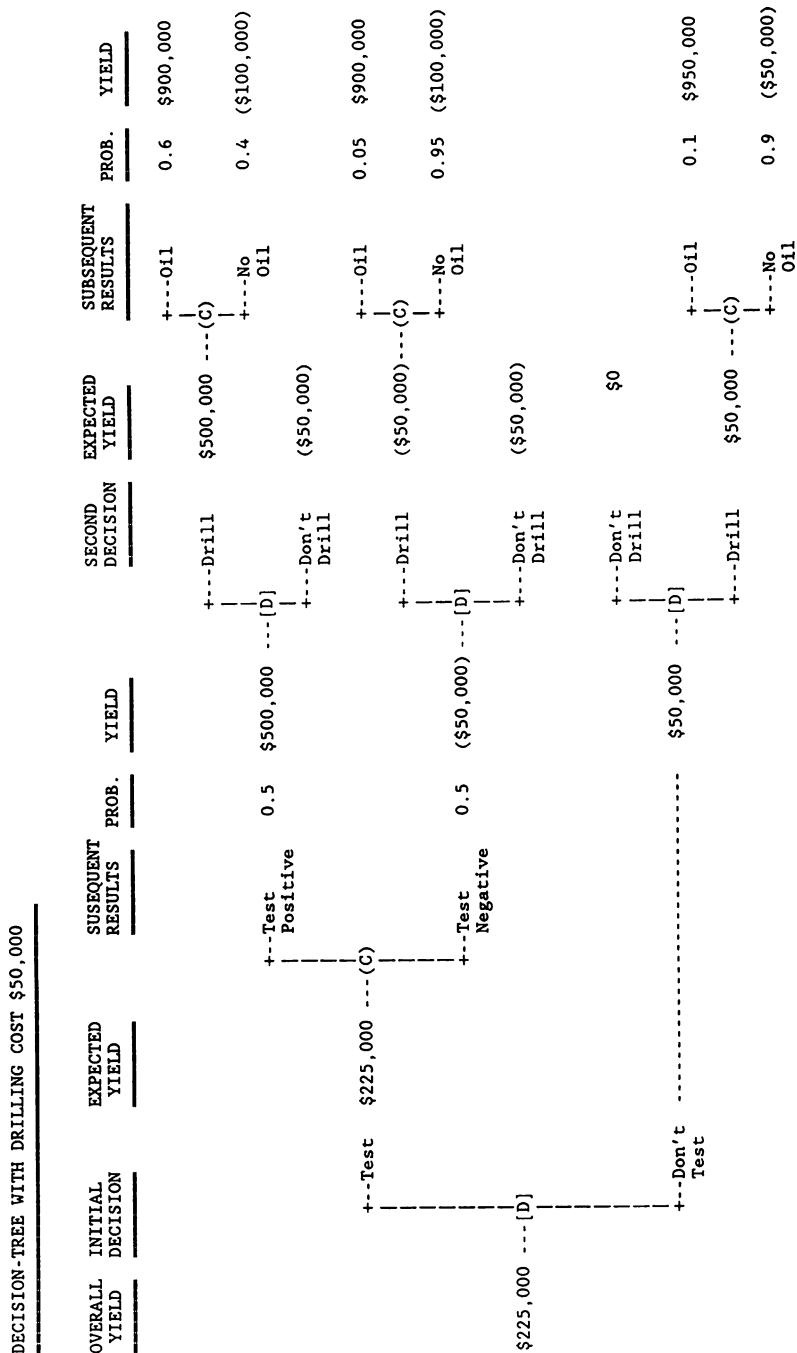 DECISION-TREE WITH DRILLING COST $50,000
OVERALL INITIAL EXPECTED SUSEQUENT PROB. YIELD SECOND EXPECTED SUBSEQUENT PROB. YIELD
YIELD DECISION YIELD RESULTS DECISION YIELD RESULTS
+---Oil 0.6 $900,000
+---Drill $500,000 ---(C)
+---No 0.4 ($100,000)
Oil
+--Test 0.5 $500,000 ---[D]
Positive
+----Don't ($50,000)
Drill
+---Oil 0.05 $900,000
+--Test $225,000 ---(C)
+---Drill ($50,000)---(C)
+---No 0.95 ($100,000)
Oil
+--Test 0.5 ($50,000) ---[D]
Negative
+----Don't ($50,000)
Drill
$225,000 ---[D]
+----Don't $0
Drill
+---Oil 0.1 $950,000
+--Don't ---------------- $50,000 ---[D]
Test
+---Drill $50,000 ---(C)
+---No 0.9 ($50,000)
Oil